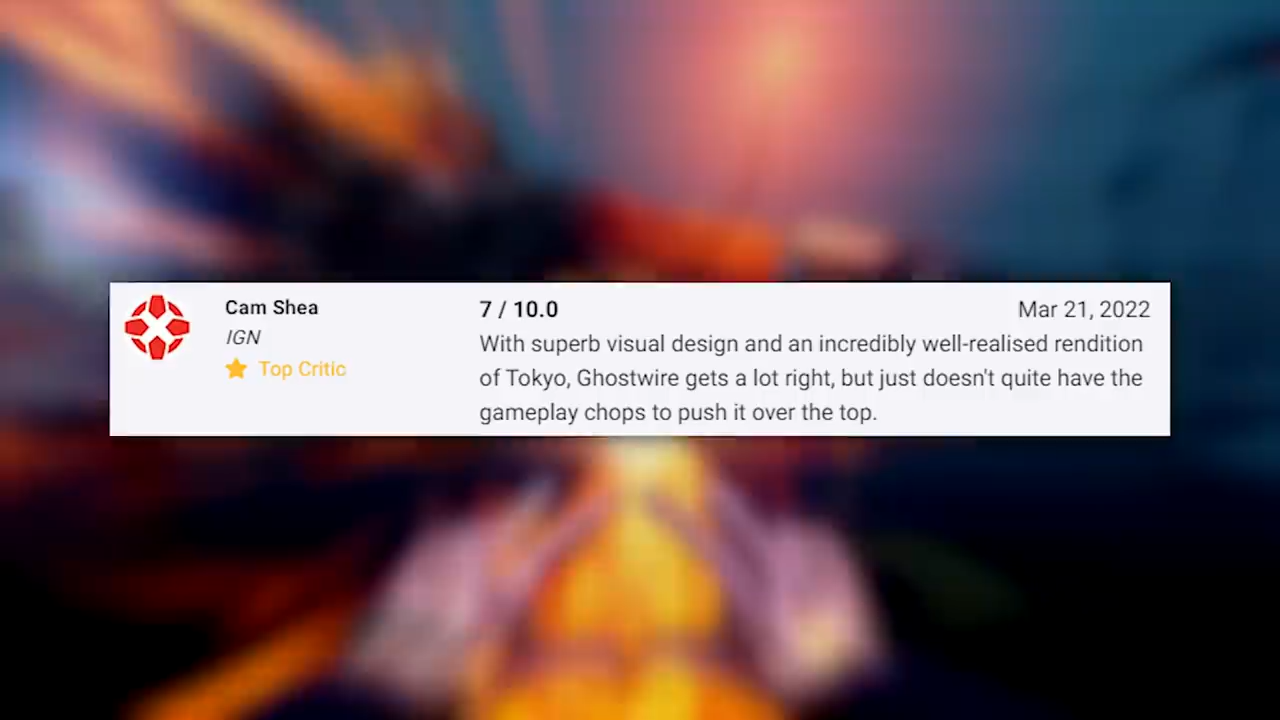 Cam Shea
IGN
Top Critic
7 / 10.0
Mar 21, 2022
With superb visual design and an incredibly well-realised rendition
of Tokyo, Ghostwire gets a lot right, but just doesn't quite have the
gameplay chops to push it over the top.